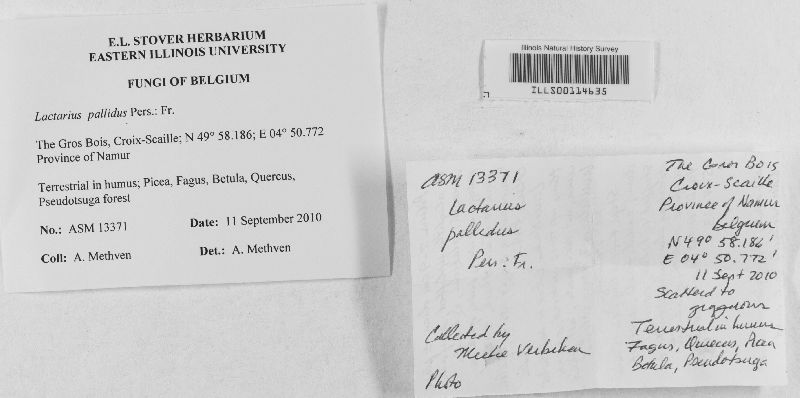 E.L. STOVER HERBARIUM
EASTERN ILLINOIS UNIVERSITY
FUNGI OF BELGIUM
Lactarius pallidus Pers.: Fr.
The Gros Bois, Croix-Scaille; N 49° 58.186; E 04° 50.772
Province of Namur
Terrestrial in humus; Picea, Fagus, Betula, Quercus,
Pseudotsuga forest
No.: ASM 13371 Date: 11 September 2010
Coll: A. Methven Det.: A. Methven
Illinois Natural History Survey
ILLS00114635
ASM 13371
Lactarius
pallidus
Pers.: Fr.
Collected by
Verbeken
Photo
The Gros Bois
Croix-Scaille
Province of Namur
Belgium
N 49° 58.186'
E 04° 50.772'
11 Sept 2010
Scattered to
gregarious
Terrestrial in humus
Fagus, Quercus, Picea
Betula, Pseudotsuga